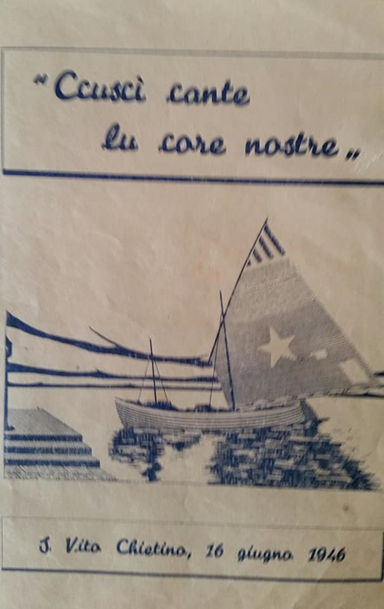 "Ccuscì cante
lu core nostre„
S. Vito Chietino, 16 giugno 1946